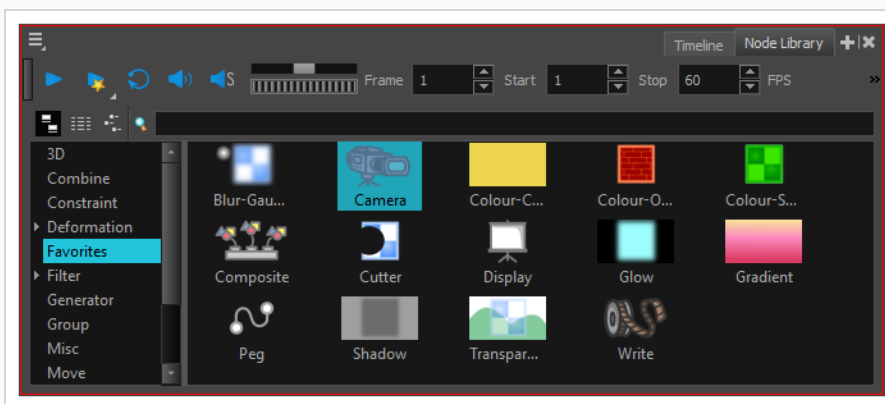 Timeline Node Library
S Frame 1 Start 1 Stop 60 FPS »
3D
Combine
Constraint
Deformation
Favorites
Filter
Generator
Group
Misc
Move
Blur-Gau... Camera Colour-C... Colour-O... Colour-S...
Composite Cutter Display Glow Gradient
Peg Shadow Transpar... Write